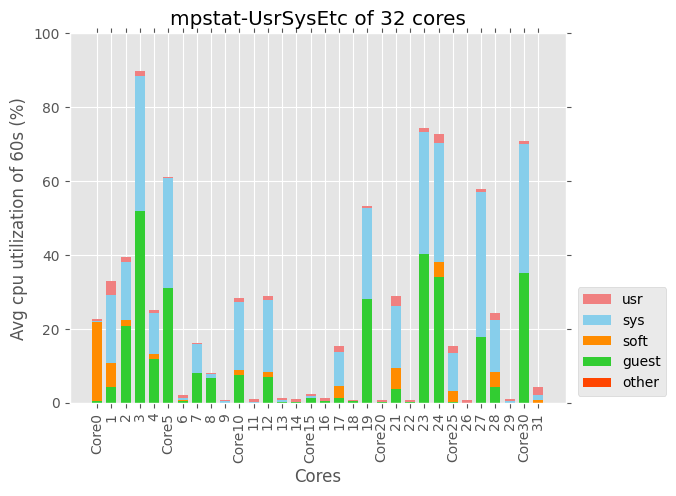 mpstat-UsrSysEtc of 32 cores
Avg cpu utilization of 60s (%)
100
80
60
40
20
0
Core0
1
2
3
4
Core5
6
7
8
9
Core10
11
12
13
14
Core15
16
17
18
19
Core20
21
22
23
24
Core25
26
27
28
29
Core30
31
Cores
usr
sys
soft
guest
other